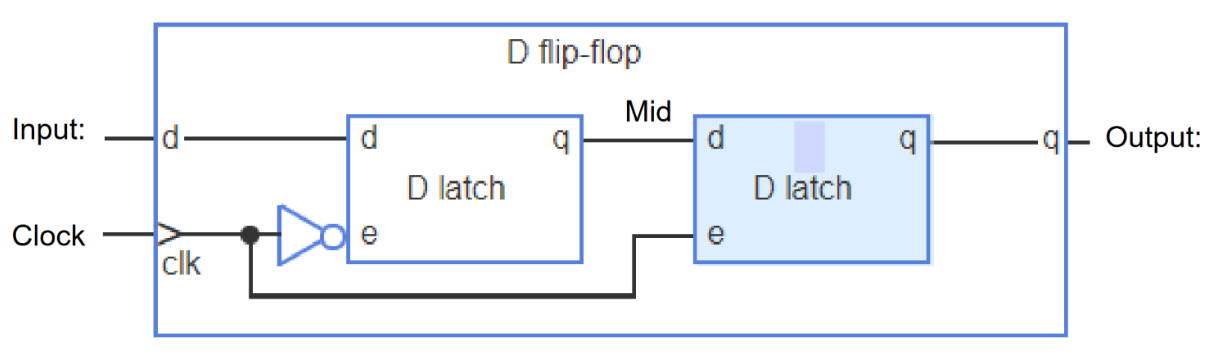 D flip-flop
Mid
Input: d d q d q q Output:
D latch D latch
Clock e e
clk